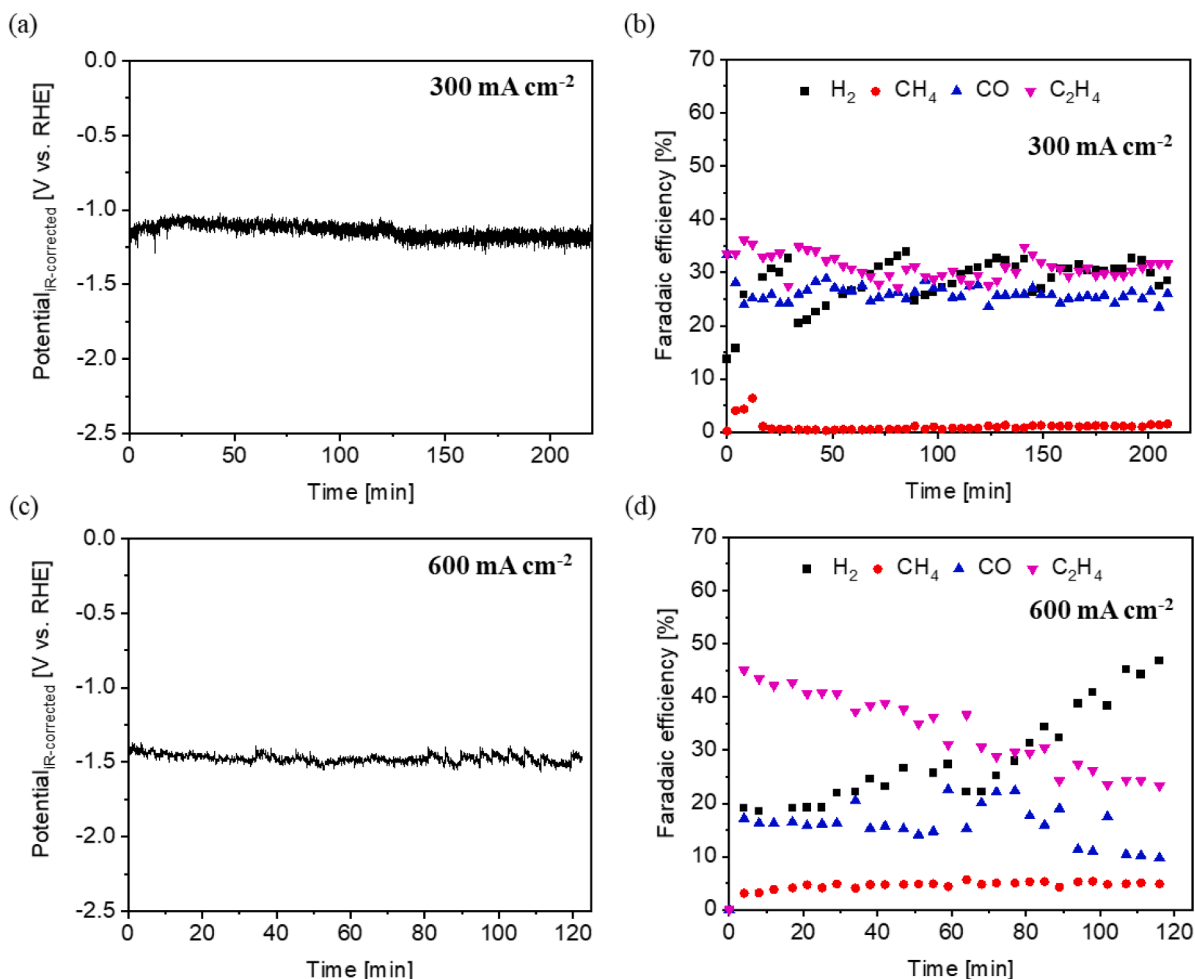 (a)
0.0
-0.5
-1.0
-1.5
-2.0
-2.5
Potential_iR-corrected [V vs. RHE]
300 mA cm⁻²
0 50 100 150 200
Time [min]
(b)
70
60
50
40
30
20
10
0
Faradaic efficiency [%]
H₂ CH₄ CO C₂H₄
300 mA cm⁻²
0 50 100 150 200
Time [min]
(c)
0.0
-0.5
-1.0
-1.5
-2.0
-2.5
Potential_iR-corrected [V vs. RHE]
600 mA cm⁻²
0 20 40 60 80 100 120
Time [min]
(d)
70
60
50
40
30
20
10
0
Faradaic efficiency [%]
H₂ CH₄ CO C₂H₄
600 mA cm⁻²
0 20 40 60 80 100 120
Time [min]